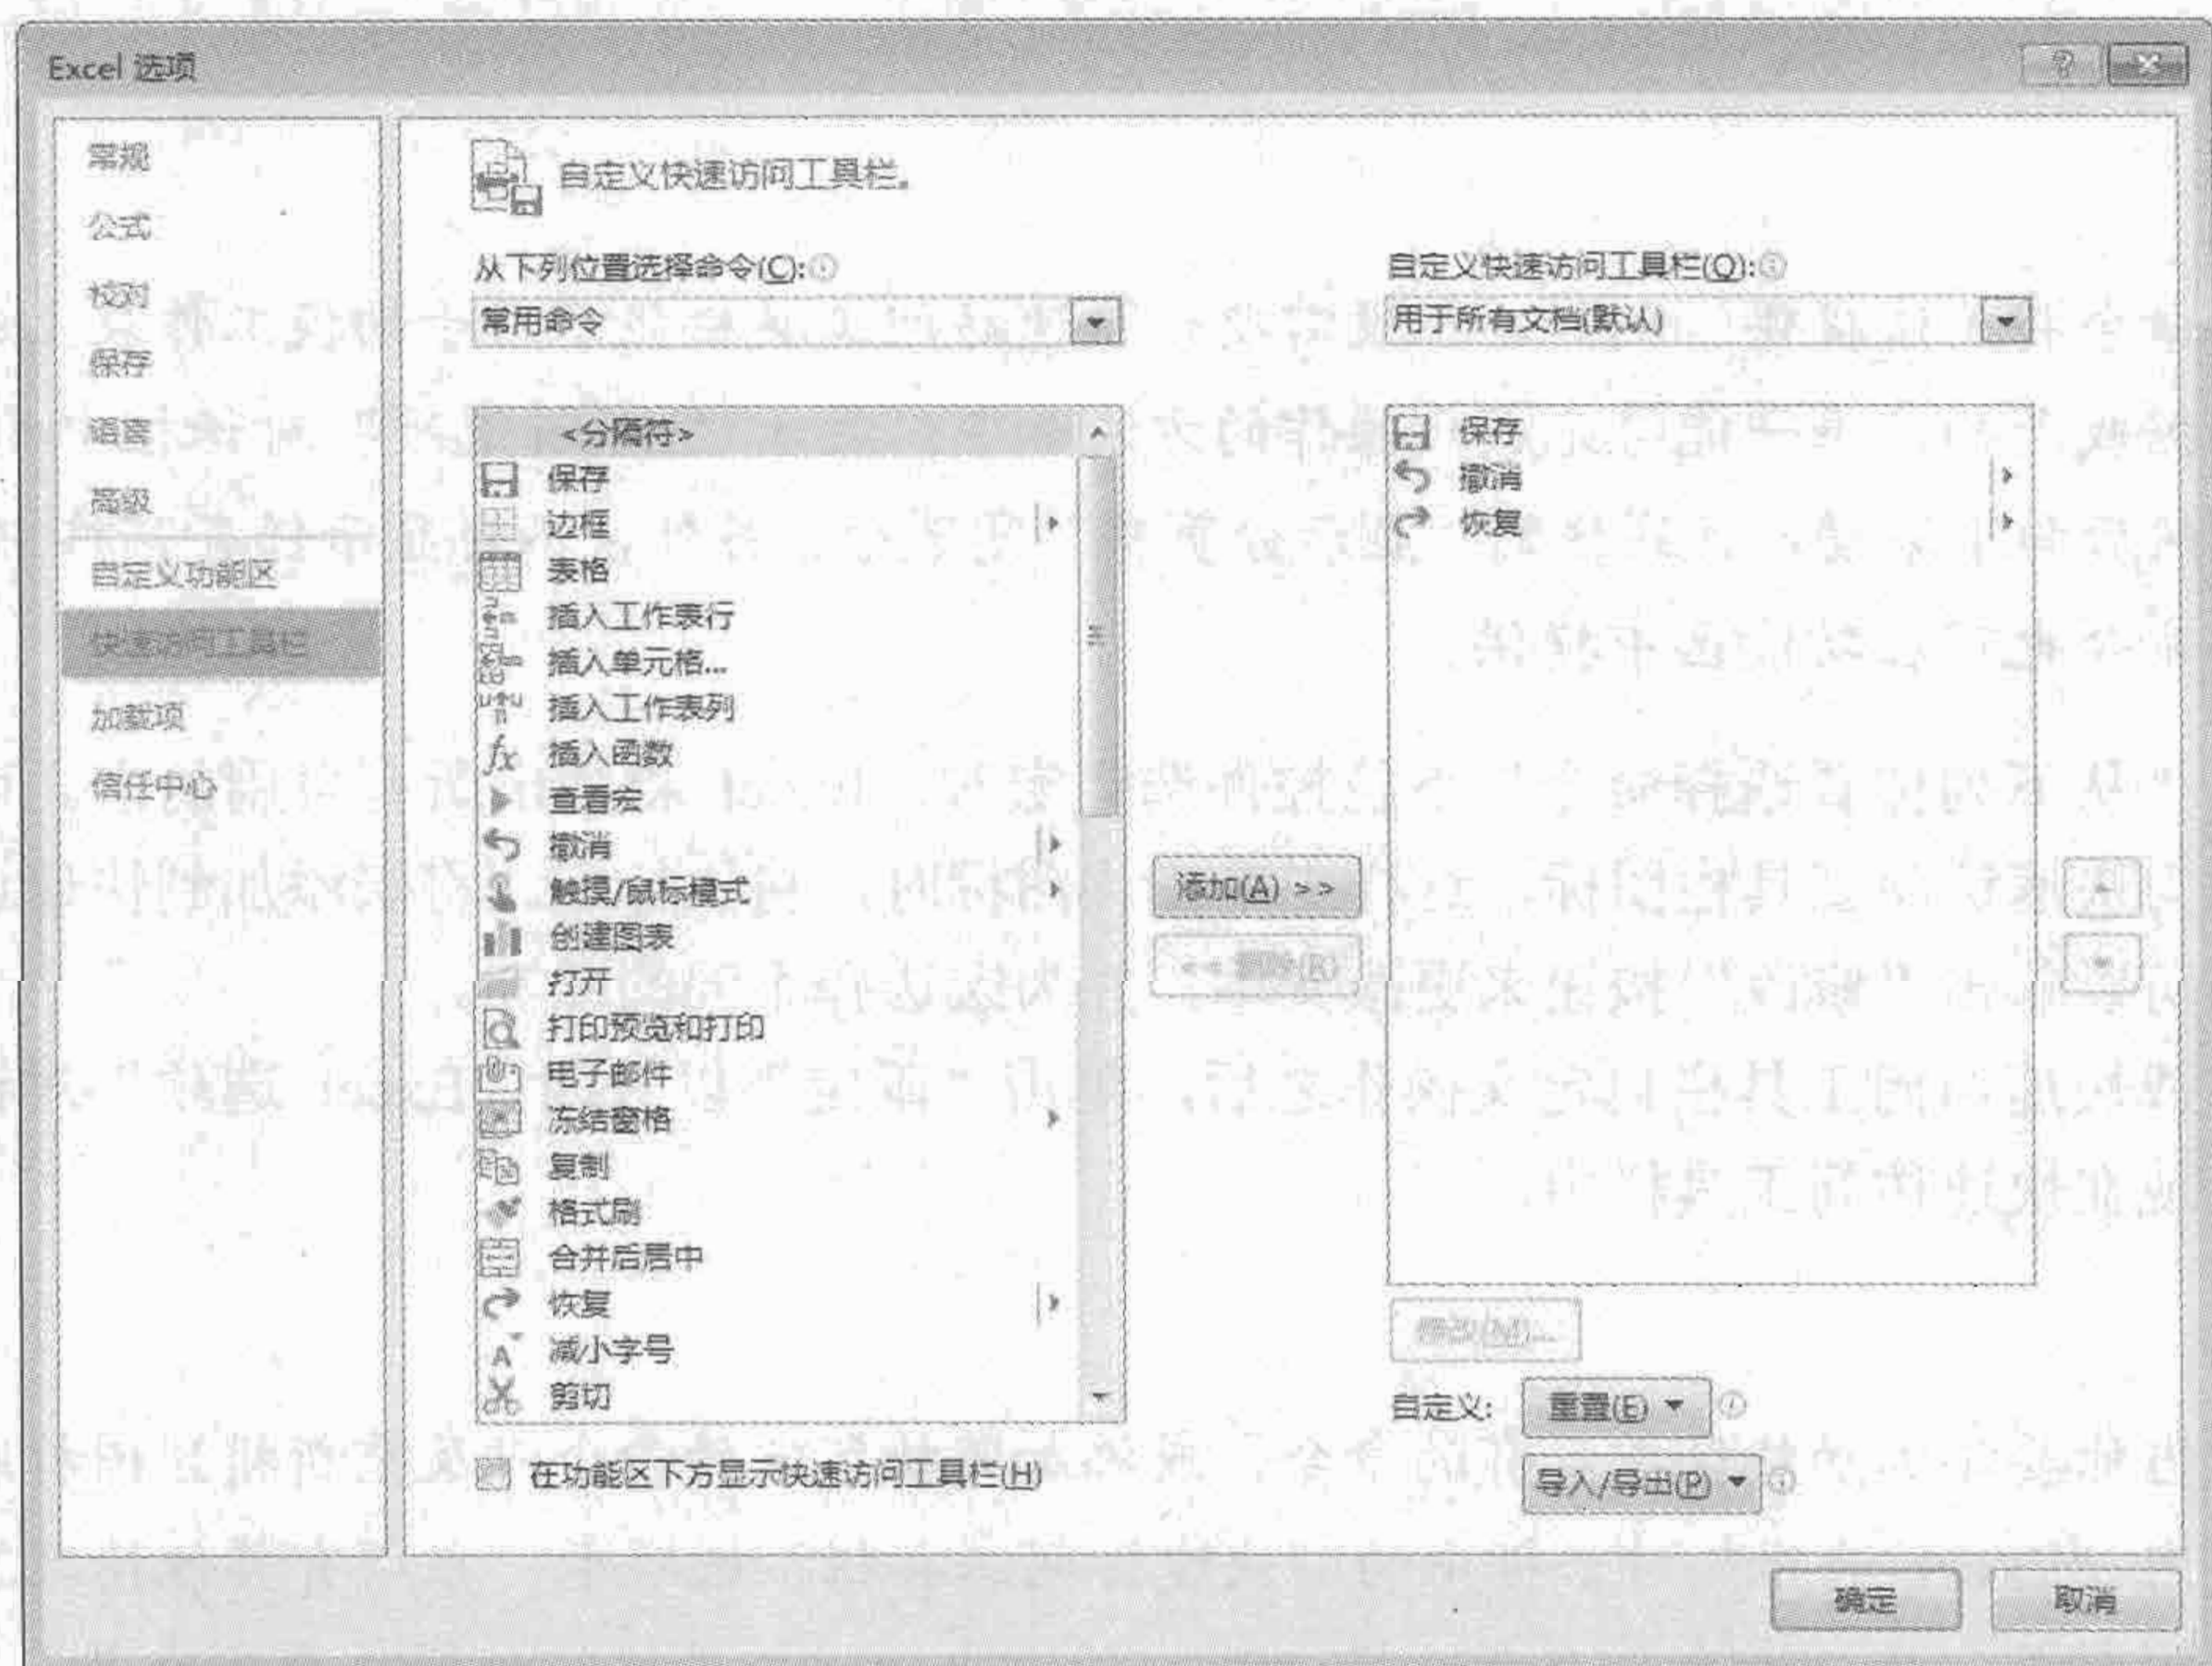 Excel 选项
常规
公式
校对
保存
语言
高级
自定义功能区
快速访问工具栏
加载项
信任中心
自定义快速访问工具栏。
从下列位置选择命令(C):
常用命令
<分隔符>
保存
边框
表格
插入工作表行
插入单元格...
插入工作表列
插入函数
查看宏
撤消
触摸/鼠标模式
创建图表
打开
打印预览和打印
电子邮件
冻结窗格
复制
格式刷
合并后居中
恢复
减小字号
剪切
在功能区下方显示快速访问工具栏(H)
添加(A) >>
<< 删除(R)
自定义快速访问工具栏(Q):
用于所有文档(默认)
保存
撤消
恢复
修改(M)...
自定义:
重置(E)
导入/导出(P)
确定
取消